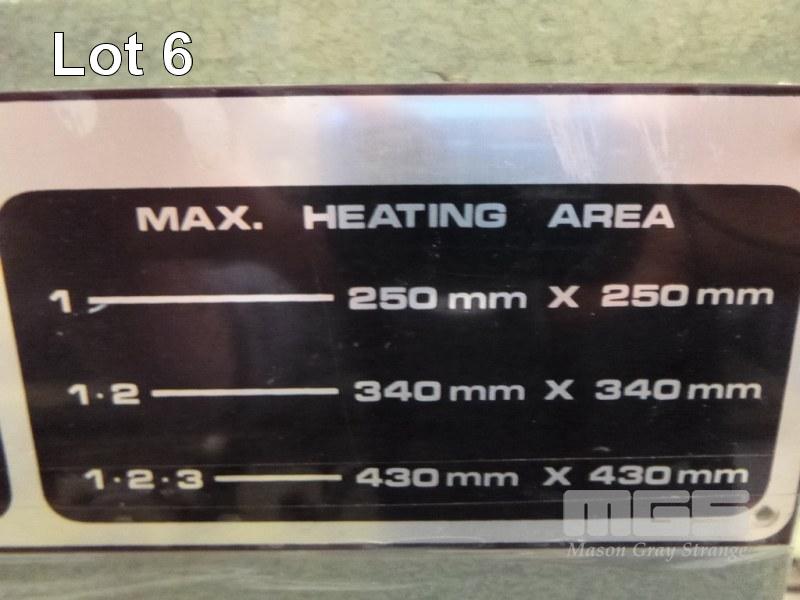 Lot 6
MAX. HEATING AREA
1 250 mm X 250 mm
1·2 340 mm X 340 mm
1·2·3 430 mm X 430 mm
MGS
Mason Gray Strange